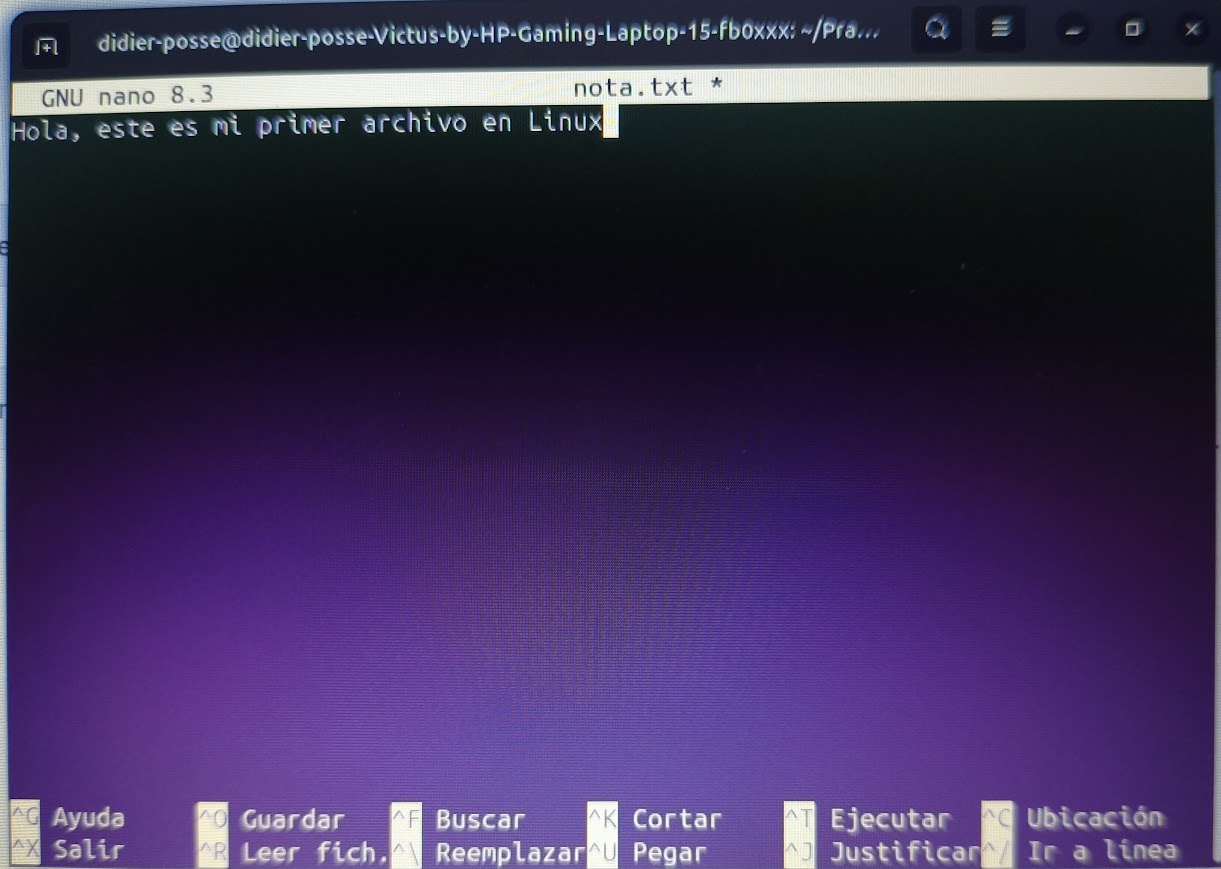 didier-posse@didier-posse-Victus-by-HP-Gaming-Laptop-15-fb0xxx: ~/Pra...
GNU nano 8.3 nota.txt *
Hola, este es mi primer archivo en Linux
^G Ayuda ^O Guardar ^F Buscar ^K Cortar ^T Ejecutar ^C Ubicación
^X Salir ^R Leer fich. ^\ Reemplazar ^U Pegar ^J Justificar ^/ Ir a línea